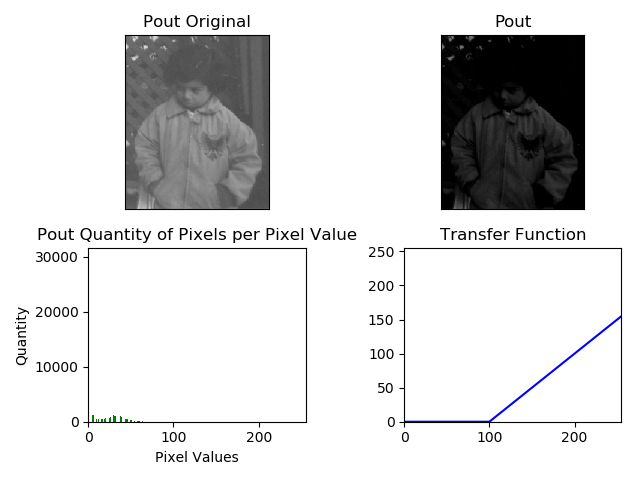 Pout Original
Pout
Pout Quantity of Pixels per Pixel Value
Quantity
30000
20000
10000
0
0 100 200
Pixel Values
Transfer Function
250
200
150
100
50
0
0 100 200